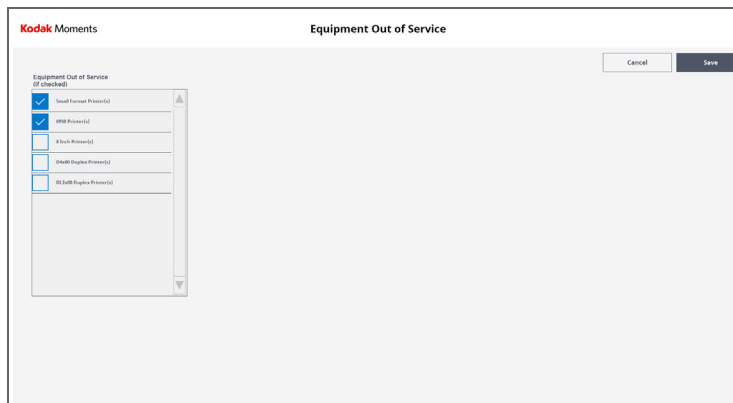 Kodak Moments
Equipment Out of Service
Cancel
Save
Equipment Out of Service
(if checked)
Small Format Printer(s)
6950 Printer(s)
8 Inch Printer(s)
D4x00 Duplex Printer(s)
DL2x00 Duplex Printer(s)